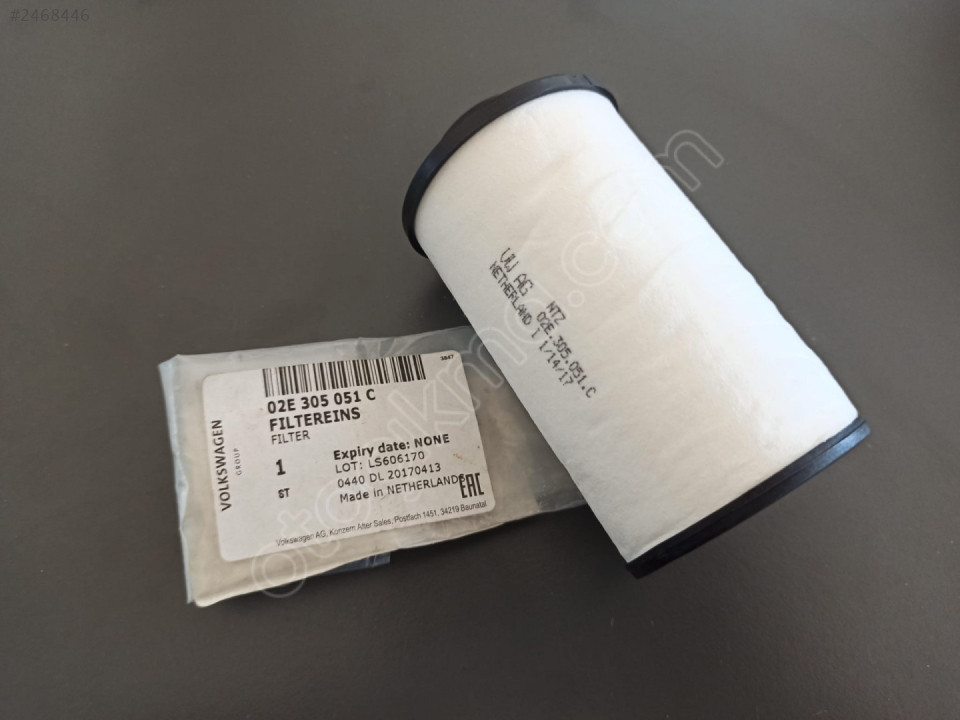 #2468446
VW AG NTZ
02E.305.051.C
NETHERLAND 1 1/14/17
3847
02E 305 051 C
FILTEREINS
FILTER
1
ST
Expiry date: NONE
LOT: LS606170
0440 DL 20170413
Made in NETHERLANDS
EAC
VOLKSWAGEN
GROUP
Volkswagen AG, Konzern After Sales, Postfach 1451, 34219 Baunatal